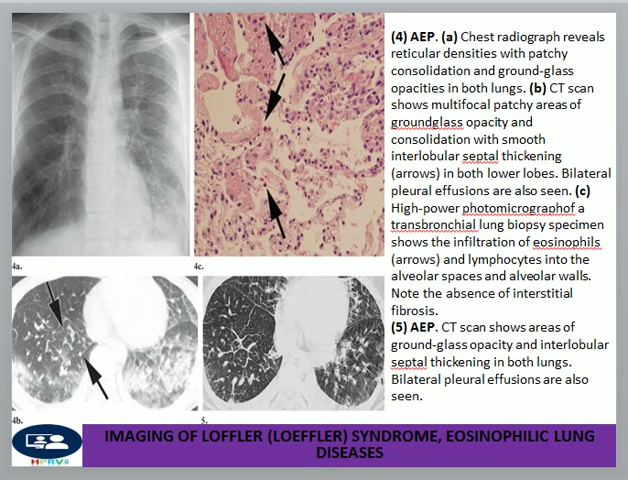 (4) AEP. (a) Chest radiograph reveals
reticular densities with patchy
consolidation and ground-glass
opacities in both lungs. (b) CT scan
shows multifocal patchy areas of
groundglass opacity and
consolidation with smooth
interlobular septal thickening
(arrows) in both lower lobes. Bilateral
pleural effusions are also seen. (c)
High-power photomicrographof a
transbronchial lung biopsy specimen
shows the infiltration of eosinophils
(arrows) and lymphocytes into the
alveolar spaces and alveolar walls.
Note the absence of interstitial
fibrosis.
(5) AEP. CT scan shows areas of
ground-glass opacity and interlobular
septal thickening in both lungs.
Bilateral pleural effusions are also
seen.
4a.
4c.
4b.
5.
HPRV0
IMAGING OF LOFFLER (LOEFFLER) SYNDROME, EOSINOPHILIC LUNG
DISEASES